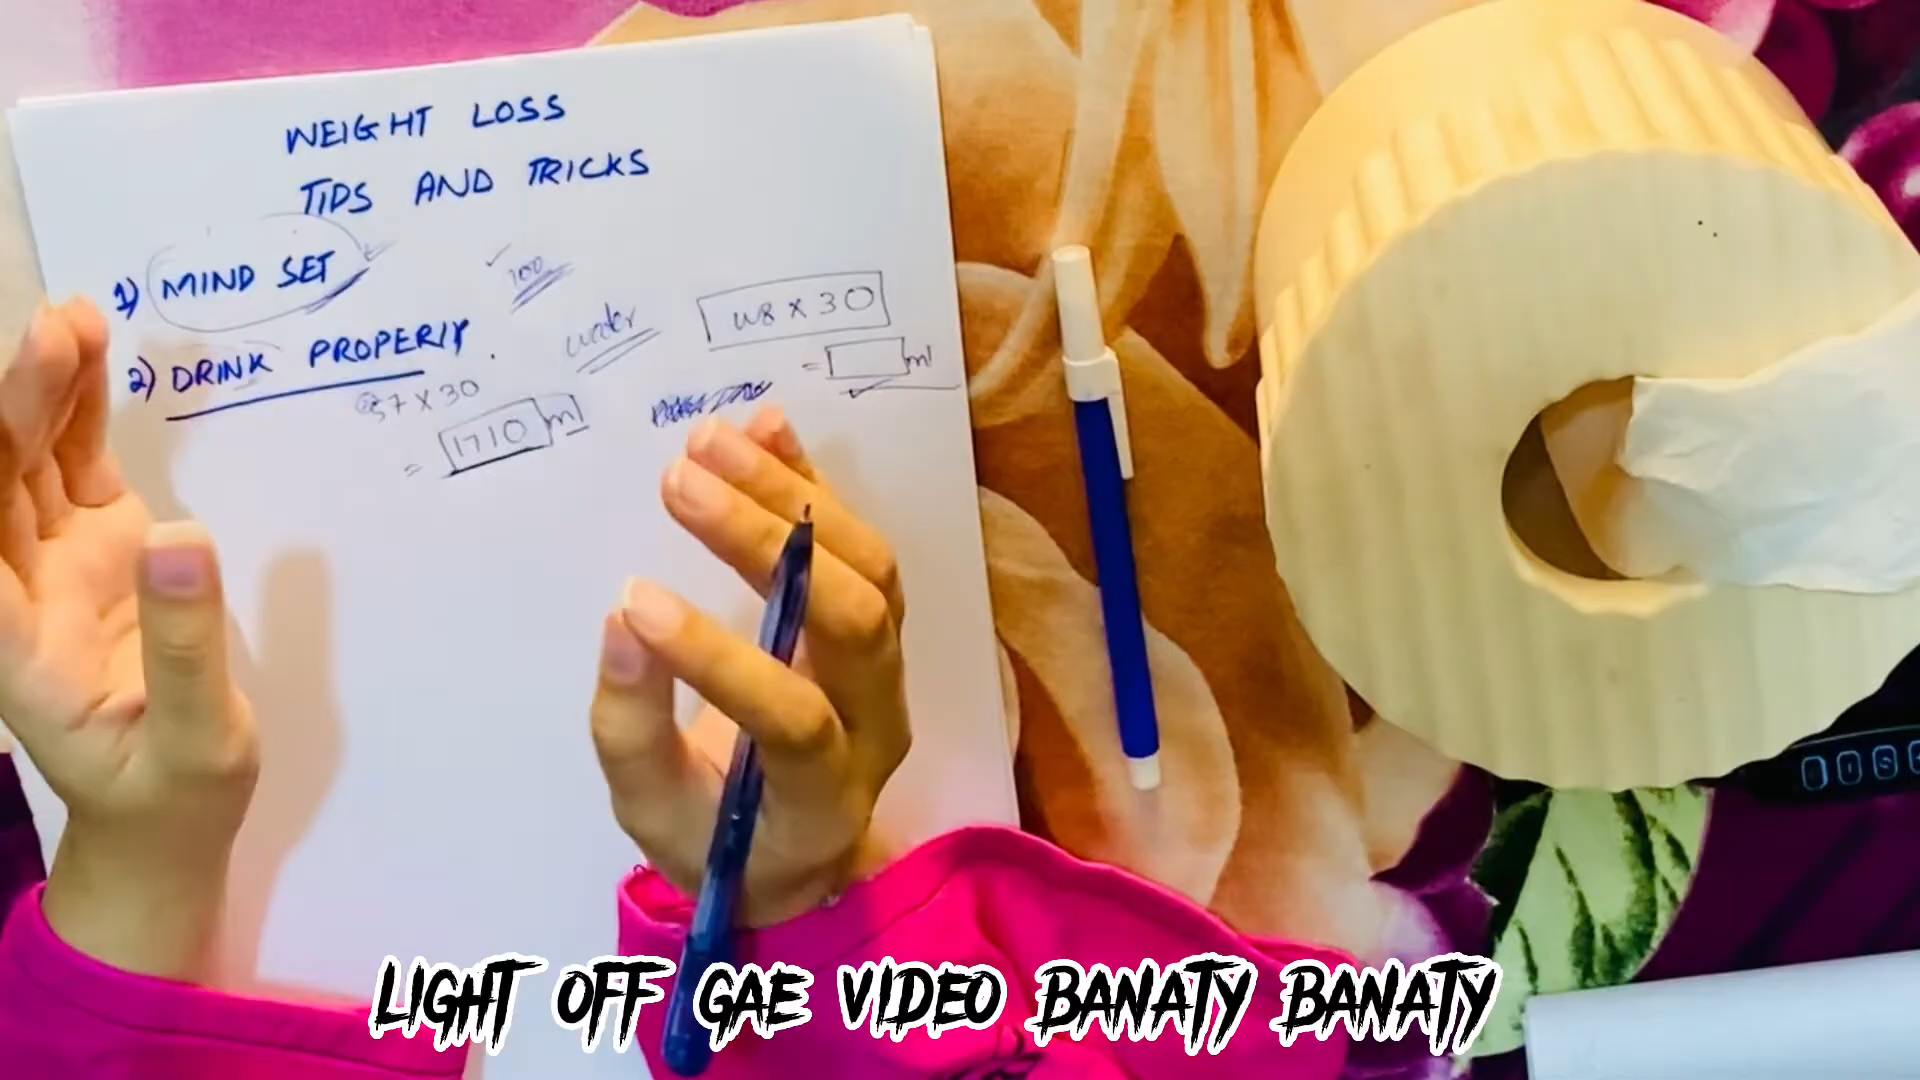 WEIGHT LOSS
TIPS AND TRICKS
1) MIND SET
100
2) DRINK PROPERLY.
water
48 x 30
= ml
57 x 30
= 1710 ml
LIGHT OFF GAE VIDEO BANATY BANATY